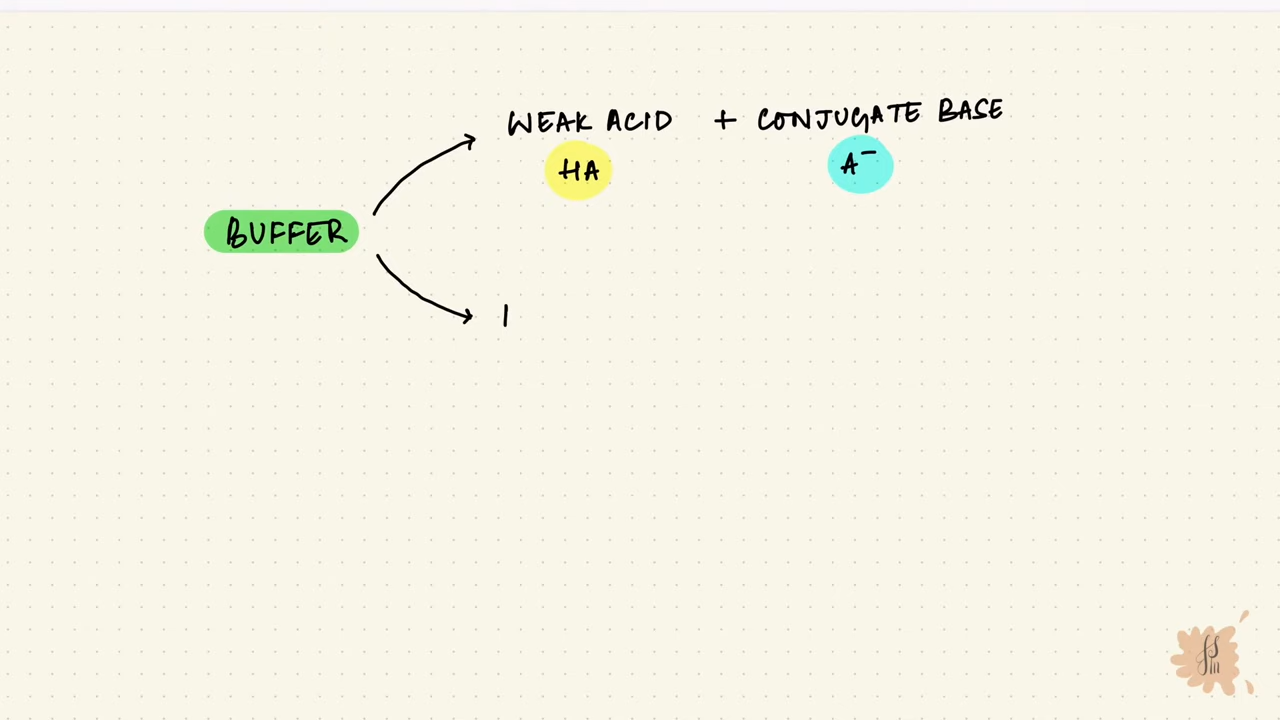 WEAK ACID + CONJUGATE BASE
HA A⁻
BUFFER